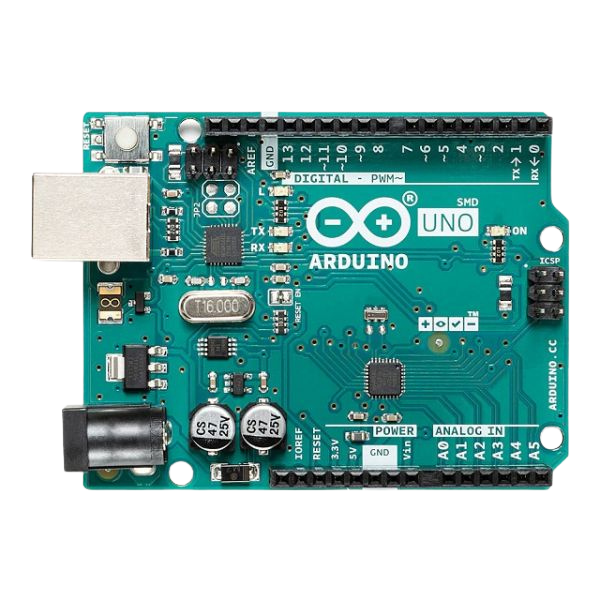 RESET
AREF
GND
13
12
~11
~10
~9
8
7
~6
~5
4
~3
2
TX→1
RX←0
DIGITAL - PWM~
JP2
L
TX
RX
®
SMD
UNO
ARDUINO
ON
ICSP
T16.000
RESET EN
™
ARDUINO.CC
CS
47
25V
CS
47
25V
IOREF
RESET
3.3V
5V
GND
Vin
POWER
ANALOG IN
A0
A1
A2
A3
A4
A5